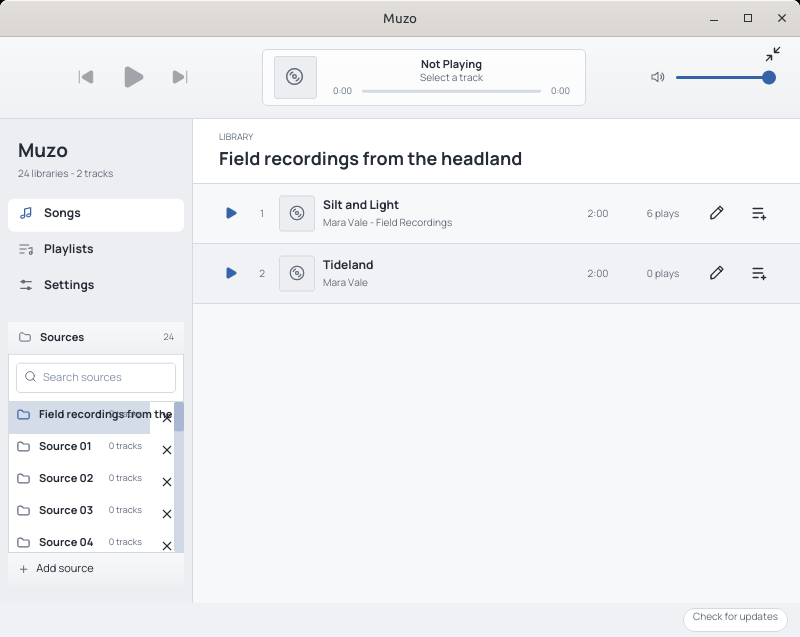 Muzo
Not Playing
Select a track
0:00
0:00
Muzo
24 libraries - 2 tracks
Songs
Playlists
Settings
Sources
24
Search sources
Field recordings from the
Source 01
0 tracks
Source 02
0 tracks
Source 03
0 tracks
Source 04
0 tracks
Add source
LIBRARY
Field recordings from the headland
1
Silt and Light
Mara Vale - Field Recordings
2:00
6 plays
2
Tideland
Mara Vale
2:00
0 plays
Check for updates